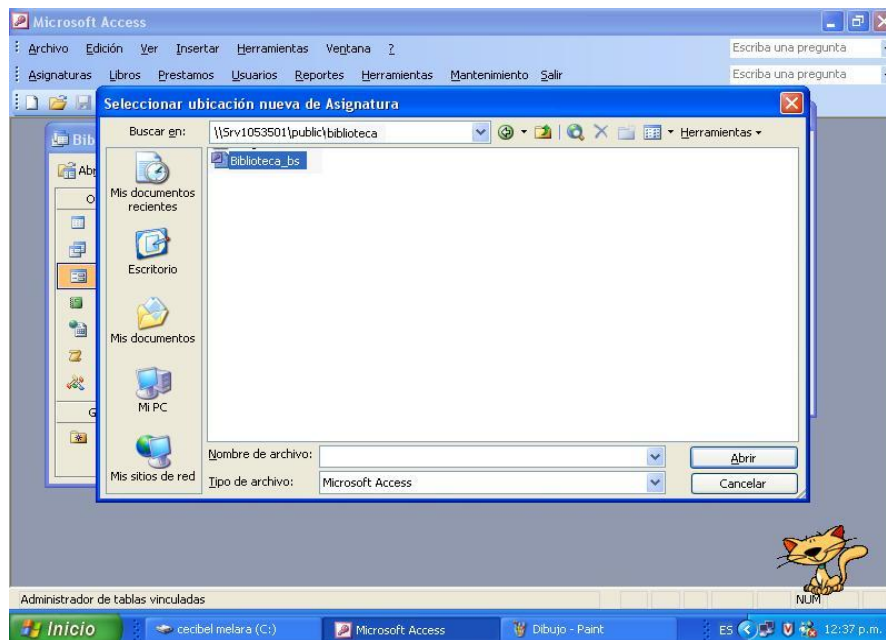 Microsoft Access
Archivo Edición Ver Insertar Herramientas Ventana ? Escriba una pregunta
Asignaturas Libros Prestamos Usuarios Reportes Herramientas Mantenimiento Salir Escriba una pregunta
Seleccionar ubicación nueva de Asignatura
Bib
Buscar en: \\Srv1053501\public\biblioteca Herramientas
Abr
Biblioteca_bs
O
Mis documentos
recientes
Escritorio
Mis documentos
Mi PC
G
Mis sitios de red
Nombre de archivo: Abrir
Tipo de archivo: Microsoft Access Cancelar
Administrador de tablas vinculadas NUM
Inicio cecibel melara (C:) Microsoft Access Dibujo - Paint ES 12:37 p.m.